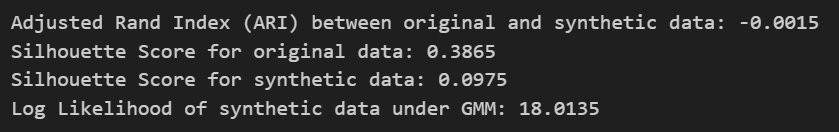 Adjusted Rand Index (ARI) between original and synthetic data: -0.0015
Silhouette Score for original data: 0.3865
Silhouette Score for synthetic data: 0.0975
Log Likelihood of synthetic data under GMM: 18.0135